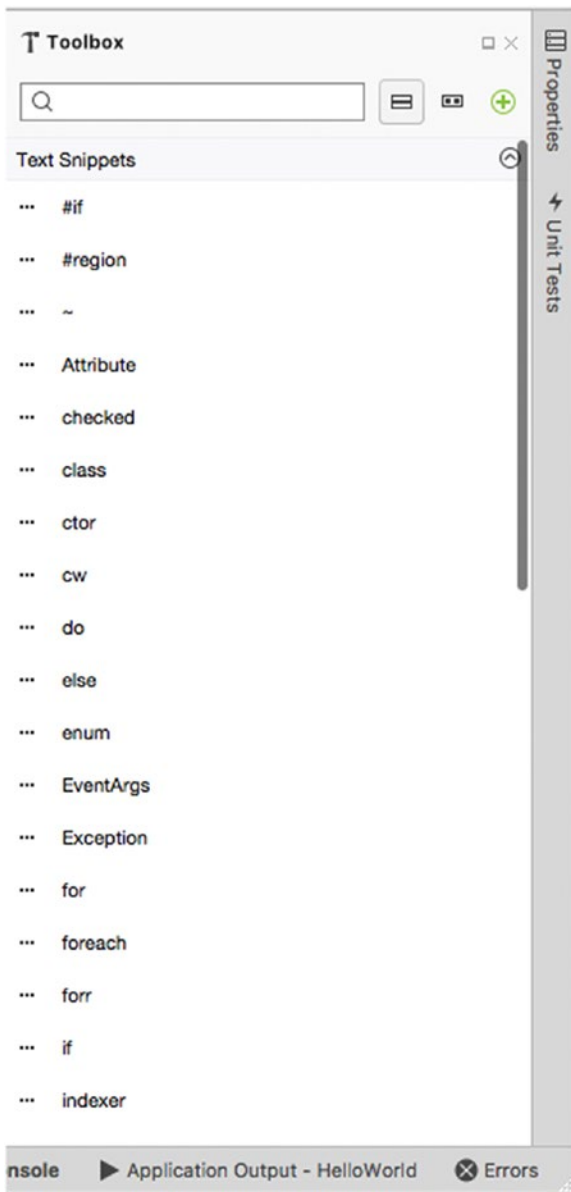 Toolbox
Text Snippets
#if
#region
~
Attribute
checked
class
ctor
cw
do
else
enum
EventArgs
Exception
for
foreach
forr
if
indexer
Properties
Unit Tests
nsole
Application Output - HelloWorld
Errors